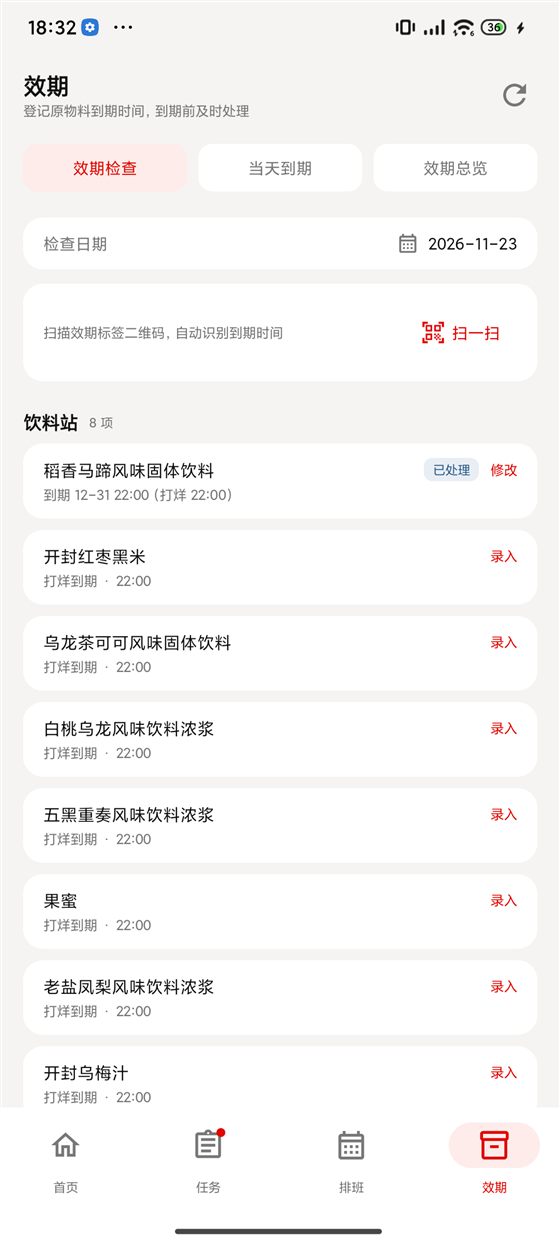 18:32
36
效期
登记原物料到期时间, 到期前及时处理
效期检查 当天到期 效期总览
检查日期 2026-11-23
扫描效期标签二维码, 自动识别到期时间 扫一扫
饮料站 8 项
稻香马蹄风味固体饮料 已处理 修改
到期 12-31 22:00 (打烊 22:00)
开封红枣黑米 录入
打烊到期 · 22:00
乌龙茶可可风味固体饮料 录入
打烊到期 · 22:00
白桃乌龙风味饮料浓浆 录入
打烊到期 · 22:00
五黑重奏风味饮料浓浆 录入
打烊到期 · 22:00
果蜜 录入
打烊到期 · 22:00
老盐凤梨风味饮料浓浆 录入
打烊到期 · 22:00
开封乌梅汁 录入
打烊到期 · 22:00
首页 任务 排班 效期